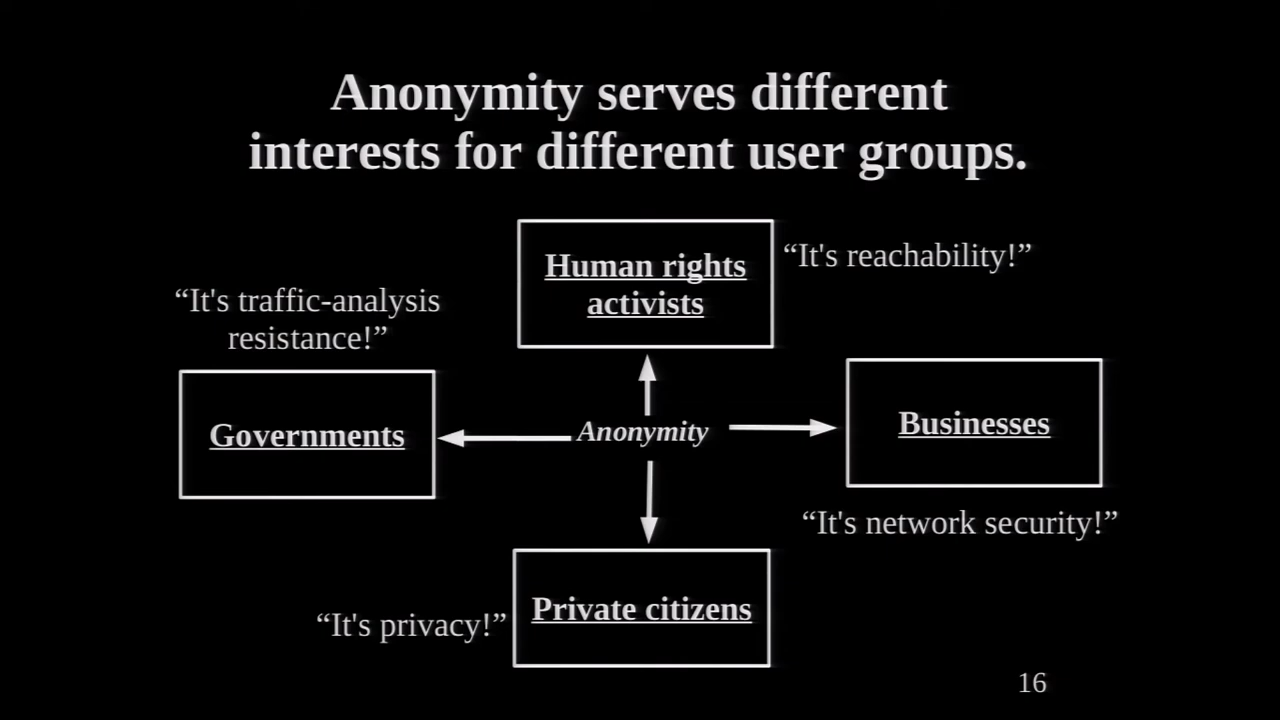 Anonymity serves different
interests for different user groups.
Human rights
activists
“It's reachability!”
“It's traffic-analysis
resistance!”
Governments
Anonymity
Businesses
“It's network security!”
Private citizens
“It's privacy!”
16